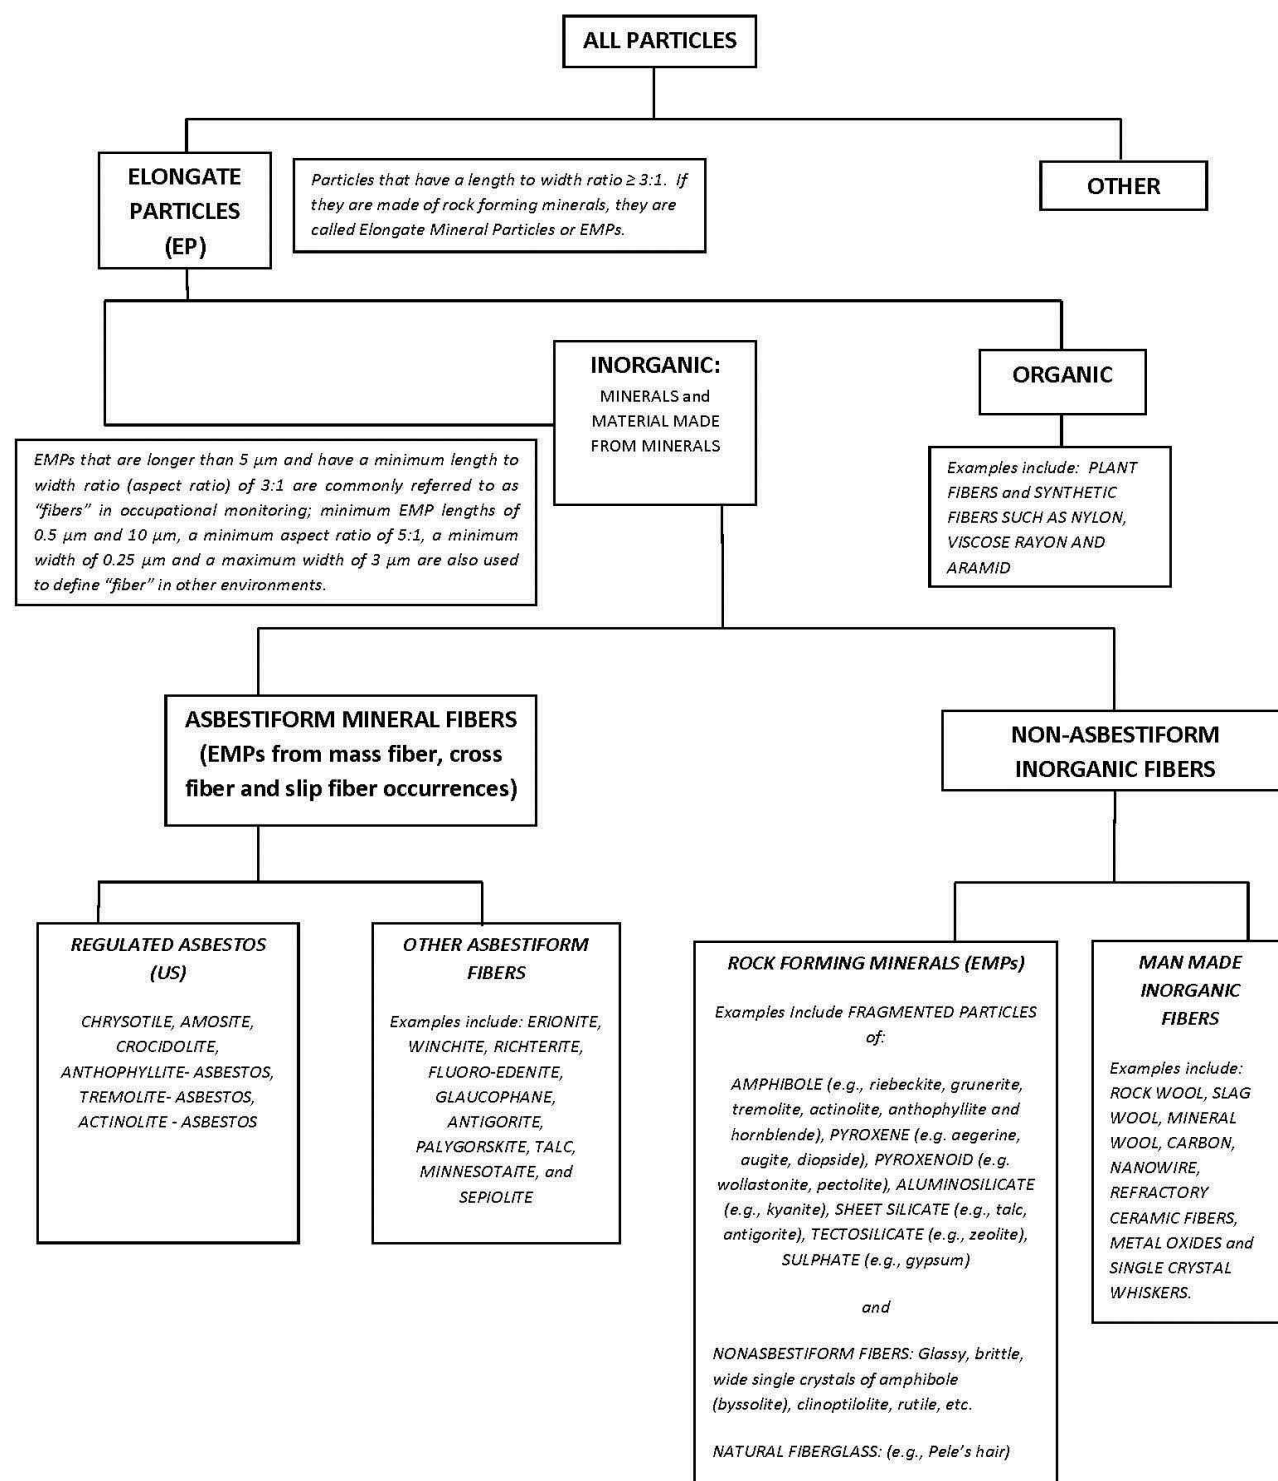 ALL PARTICLES
ELONGATE
PARTICLES
(EP)
Particles that have a length to width ratio ≥ 3:1. If
they are made of rock forming minerals, they are
called Elongate Mineral Particles or EMPs.
OTHER
INORGANIC:
MINERALS and
MATERIAL MADE
FROM MINERALS
ORGANIC
EMPs that are longer than 5 μm and have a minimum length to
width ratio (aspect ratio) of 3:1 are commonly referred to as
“fibers” in occupational monitoring; minimum EMP lengths of
0.5 μm and 10 μm, a minimum aspect ratio of 5:1, a minimum
width of 0.25 μm and a maximum width of 3 μm are also used
to define “fiber” in other environments.
Examples include: PLANT
FIBERS and SYNTHETIC
FIBERS SUCH AS NYLON,
VISCOSE RAYON AND
ARAMID
ASBESTIFORM MINERAL FIBERS
(EMPs from mass fiber, cross
fiber and slip fiber occurrences)
NON-ASBESTIFORM
INORGANIC FIBERS
REGULATED ASBESTOS
(US)
CHRYSOTILE, AMOSITE,
CROCIDOLITE,
ANTHOPHYLLITE- ASBESTOS,
TREMOLITE- ASBESTOS,
ACTINOLITE - ASBESTOS
OTHER ASBESTIFORM
FIBERS
Examples include: ERIONITE,
WINCHITE, RICHTERITE,
FLUORO-EDENITE,
GLAUCOPHANE,
ANTIGORITE,
PALYGORSKITE, TALC,
MINNESOTAITE, and
SEPIOLITE
ROCK FORMING MINERALS (EMPs)
Examples Include FRAGMENTED PARTICLES
of:
AMPHIBOLE (e.g., riebeckite, grunerite,
tremolite, actinolite, anthophyllite and
hornblende), PYROXENE (e.g. aegerine,
augite, diopside), PYROXENOID (e.g.
wollastonite, pectolite), ALUMINOSILICATE
(e.g., kyanite), SHEET SILICATE (e.g., talc,
antigorite), TECTOSILICATE (e.g., zeolite),
SULPHATE (e.g., gypsum)
and
NONASBESTIFORM FIBERS: Glassy, brittle,
wide single crystals of amphibole
(byssolite), clinoptilolite, rutile, etc.
NATURAL FIBERGLASS: (e.g., Pele’s hair)
MAN MADE
INORGANIC
FIBERS
Examples include:
ROCK WOOL, SLAG
WOOL, MINERAL
WOOL, CARBON,
NANOWIRE,
REFRACTORY
CERAMIC FIBERS,
METAL OXIDES and
SINGLE CRYSTAL
WHISKERS.